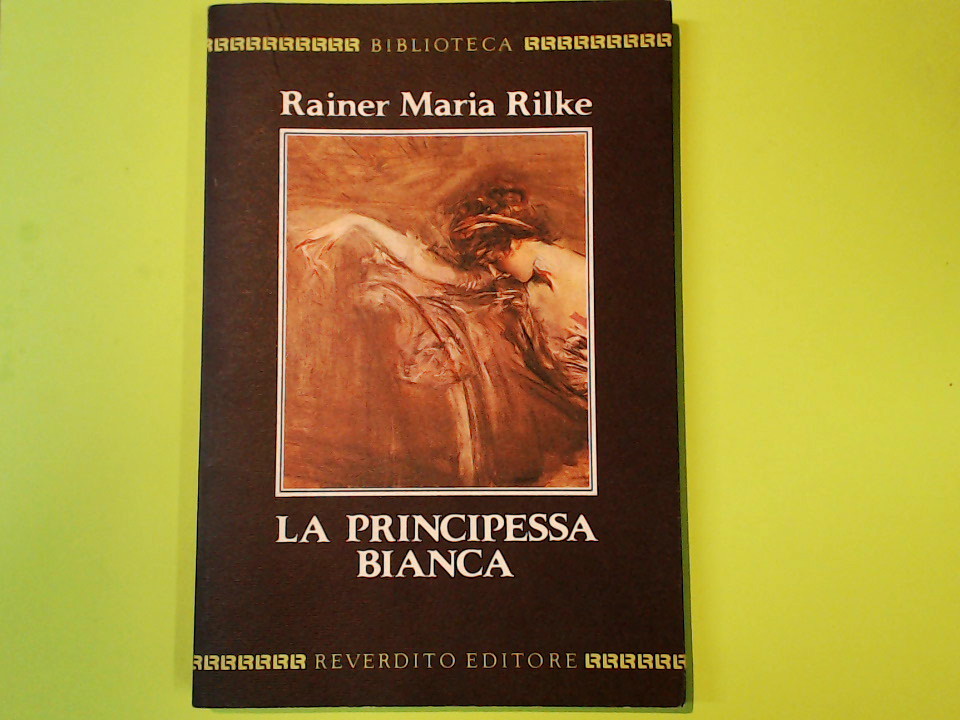 BIBLIOTECA
Rainer Maria Rilke
LA PRINCIPESSA
BIANCA
REVERDITO EDITORE